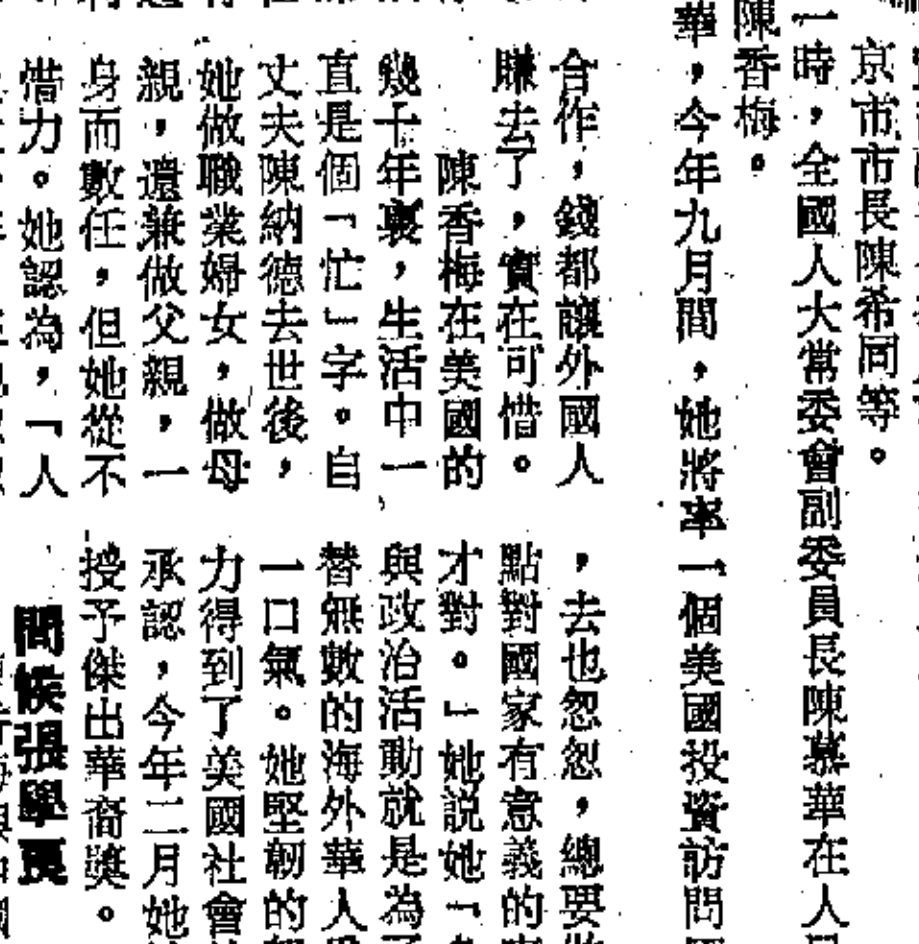 京市市長陳希同等。
一時，全國人大常委會副委員長陳慕華在人
陳香梅。
華，今年九月間，她將率一個美國投資訪問
合作，錢都讓外國人
賺去了，實在可惜。
陳香梅在美國的
幾十年裏，生活中一
直是個「忙」字。自
丈夫陳納德去世後，
她做職業婦女，做母
親，還兼做父親，一
身而數任，但她從不
惜力。她認為，「人
，去也怱怱，總要
點對國家有意義的
才對。」她説她「
與政治活動就是為
替無數的海外華人
一口氣。她堅韌的
力得到了美國社會
承認，今年二月她
授予傑出華裔獎。
問候張學良